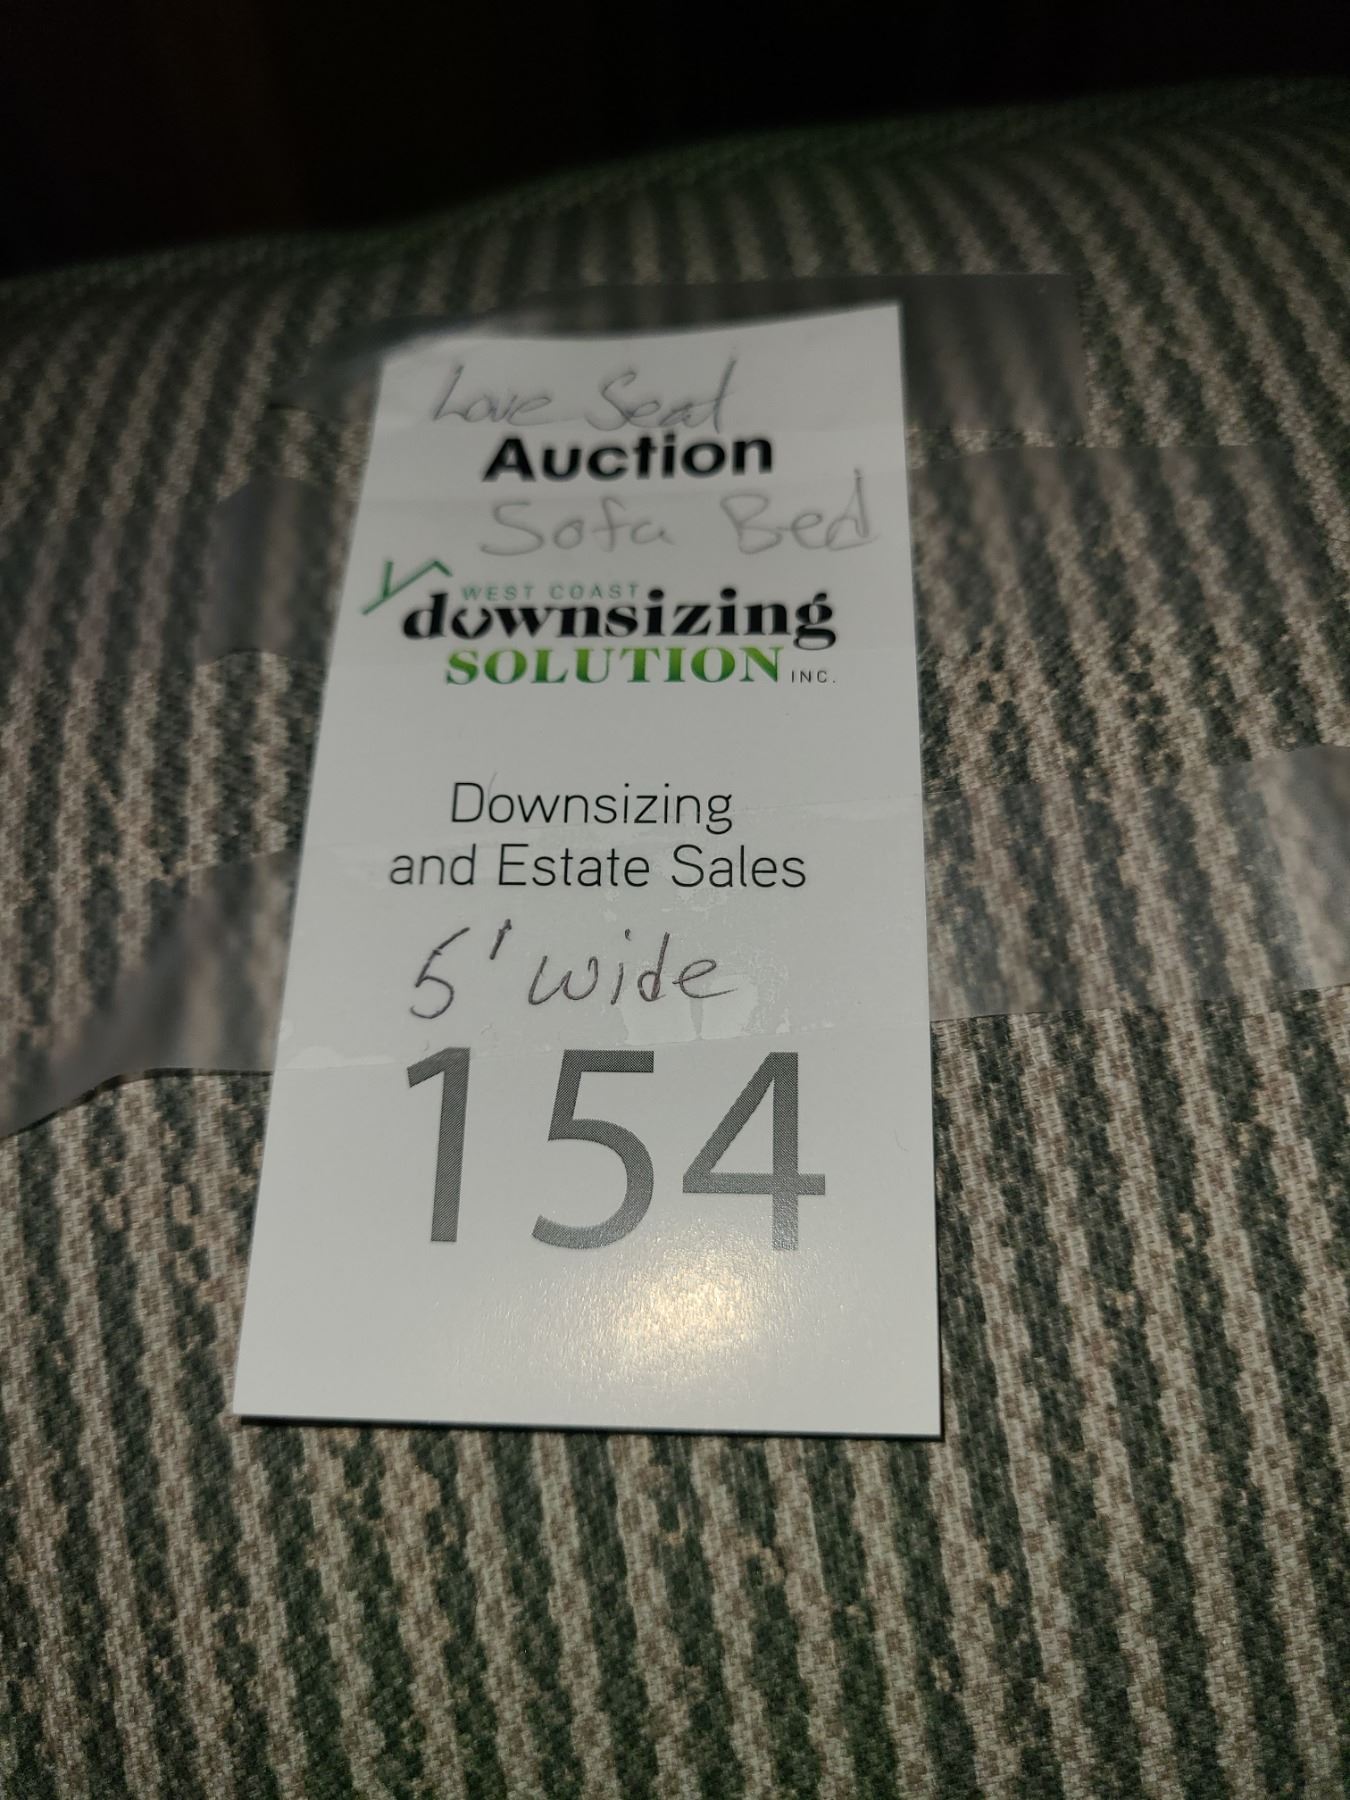 Love Seat
Auction
Sofa Bed
WEST COAST
downsizing
SOLUTION INC.
Downsizing
and Estate Sales
5' wide
154